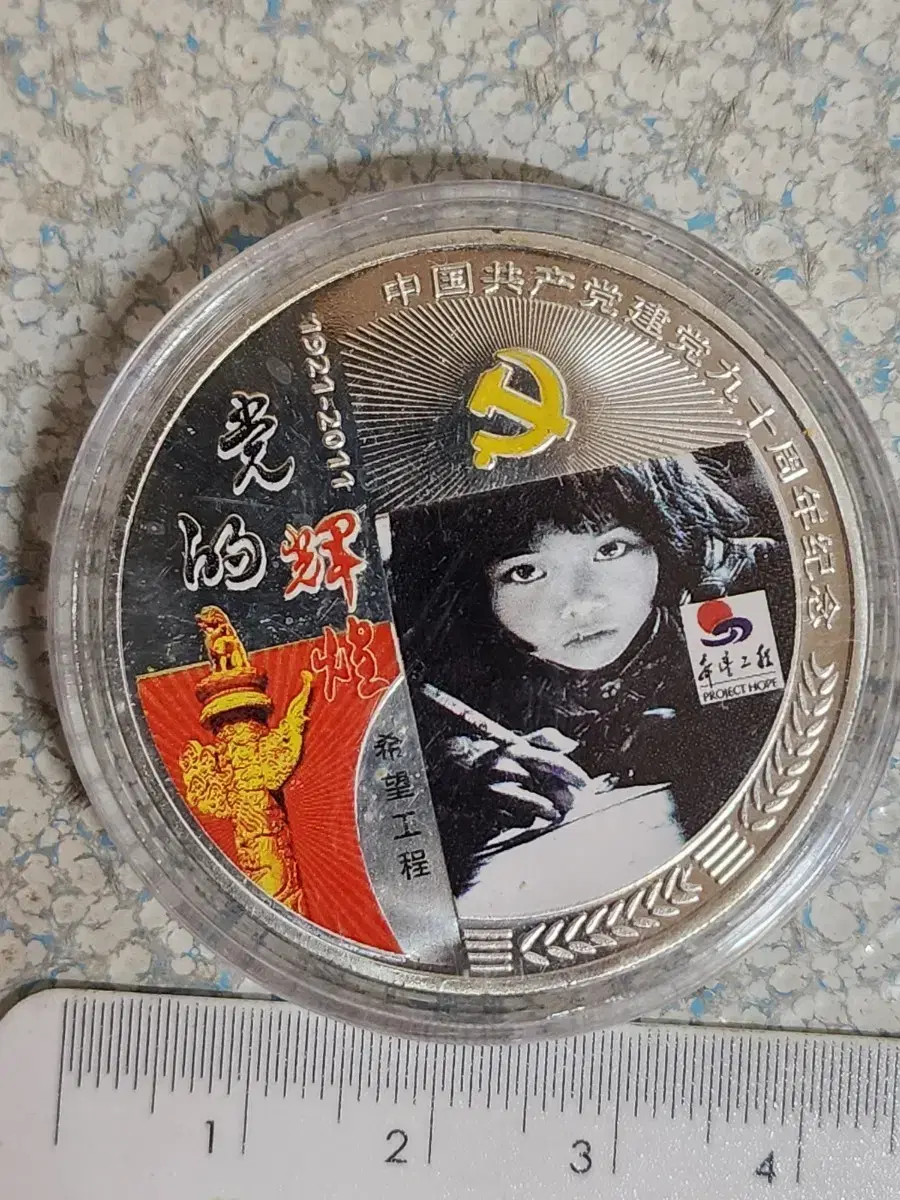 中国共产党建党九十周年纪念
1921-2011
党
的
辉
煌
希望工程
希望工程
PROJECT HOPE
1 2 3 4